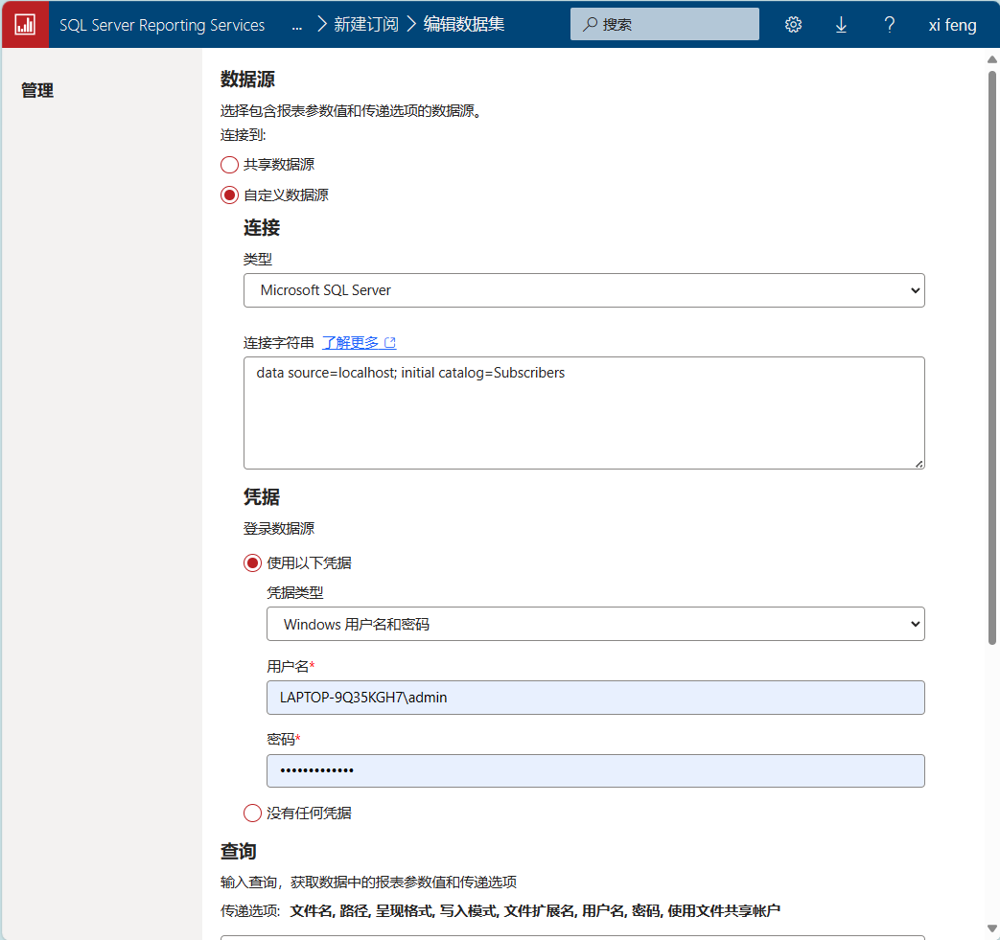 SQL Server Reporting Services ... > 新建订阅 > 编辑数据集 搜索 ? xi feng
管理
数据源
选择包含报表参数值和传递选项的数据源。
连接到:
共享数据源
自定义数据源
连接
类型
Microsoft SQL Server
连接字符串 了解更多
data source=localhost; initial catalog=Subscribers
凭据
登录数据源
使用以下凭据
凭据类型
Windows 用户名和密码
用户名*
LAPTOP-9Q35KGH7\admin
密码*
•••••••••••••
没有任何凭据
查询
输入查询，获取数据中的报表参数值和传递选项
传递选项: 文件名, 路径, 呈现格式, 写入模式, 文件扩展名, 用户名, 密码, 使用文件共享帐户